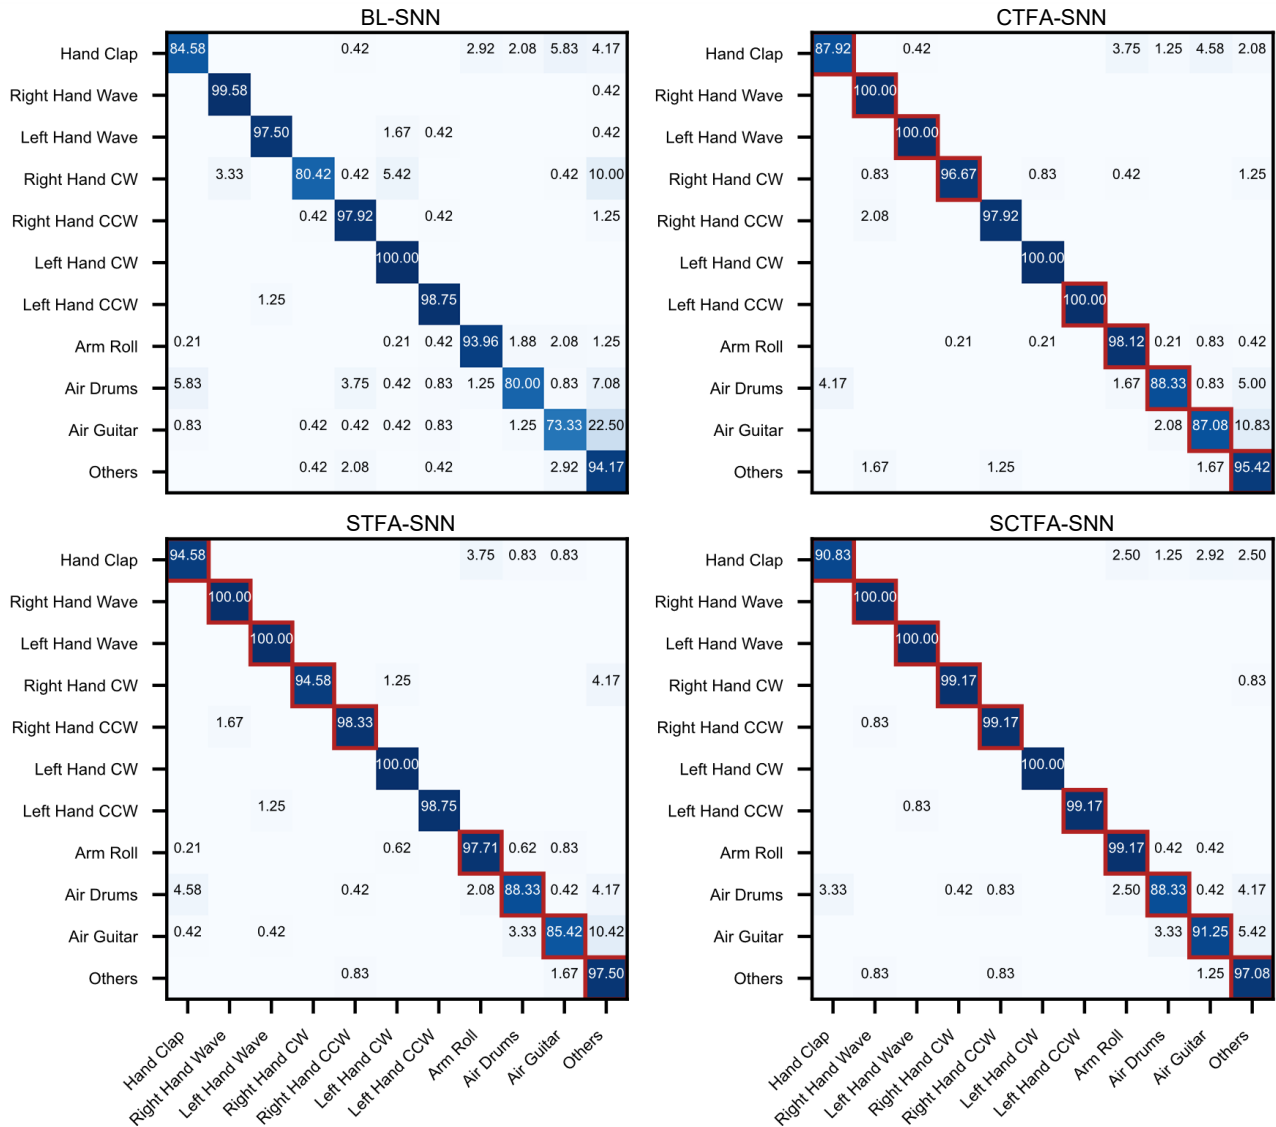 BL-SNN
Hand Clap 84.58 0.42 2.92 2.08 5.83 4.17
Right Hand Wave 99.58 0.42
Left Hand Wave 97.50 1.67 0.42 0.42
Right Hand CW 3.33 80.42 0.42 5.42 0.42 10.00
Right Hand CCW 0.42 97.92 0.42 1.25
Left Hand CW 100.00
Left Hand CCW 1.25 98.75
Arm Roll 0.21 0.21 0.42 93.96 1.88 2.08 1.25
Air Drums 5.83 3.75 0.42 0.83 1.25 80.00 0.83 7.08
Air Guitar 0.83 0.42 0.42 0.42 0.83 1.25 73.33 22.50
Others 0.42 2.08 0.42 2.92 94.17
CTFA-SNN
Hand Clap 87.92 0.42 3.75 1.25 4.58 2.08
Right Hand Wave 100.00
Left Hand Wave 100.00
Right Hand CW 0.83 96.67 0.83 0.42 1.25
Right Hand CCW 2.08 97.92
Left Hand CW 100.00
Left Hand CCW 100.00
Arm Roll 0.21 0.21 98.12 0.21 0.83 0.42
Air Drums 4.17 1.67 88.33 0.83 5.00
Air Guitar 2.08 87.08 10.83
Others 1.67 1.25 1.67 95.42
STFA-SNN
Hand Clap 94.58 3.75 0.83 0.83
Right Hand Wave 100.00
Left Hand Wave 100.00
Right Hand CW 94.58 1.25 4.17
Right Hand CCW 1.67 98.33
Left Hand CW 100.00
Left Hand CCW 1.25 98.75
Arm Roll 0.21 0.62 97.71 0.62 0.83
Air Drums 4.58 0.42 2.08 88.33 0.42 4.17
Air Guitar 0.42 0.42 3.33 85.42 10.42
Others 0.83 1.67 97.50
Hand Clap
Right Hand Wave
Left Hand Wave
Right Hand CW
Right Hand CCW
Left Hand CW
Left Hand CCW
Arm Roll
Air Drums
Air Guitar
Others
SCTFA-SNN
Hand Clap 90.83 2.50 1.25 2.92 2.50
Right Hand Wave 100.00
Left Hand Wave 100.00
Right Hand CW 99.17 0.83
Right Hand CCW 0.83 99.17
Left Hand CW 100.00
Left Hand CCW 0.83 99.17
Arm Roll 99.17 0.42 0.42
Air Drums 3.33 0.42 0.83 2.50 88.33 0.42 4.17
Air Guitar 3.33 91.25 5.42
Others 0.83 0.83 1.25 97.08
Hand Clap
Right Hand Wave
Left Hand Wave
Right Hand CW
Right Hand CCW
Left Hand CW
Left Hand CCW
Arm Roll
Air Drums
Air Guitar
Others